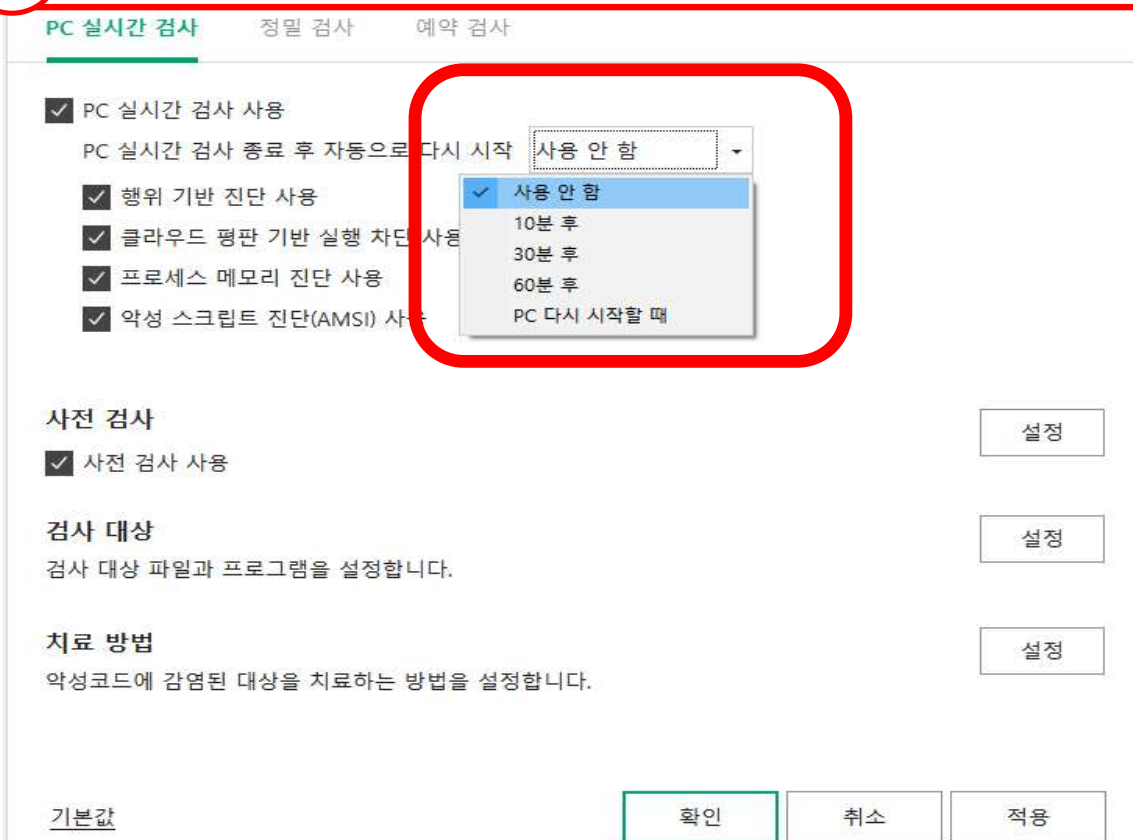 PC 실시간 검사 정밀 검사 예약 검사
PC 실시간 검사 사용
PC 실시간 검사 종료 후 자동으로 다시 시작 사용 안 함
행위 기반 진단 사용
클라우드 평판 기반 실행 차단 사용
프로세스 메모리 진단 사용
악성 스크립트 진단(AMSI) 사용
사용 안 함
10분 후
30분 후
60분 후
PC 다시 시작할 때
사전 검사
설정
사전 검사 사용
검사 대상
설정
검사 대상 파일과 프로그램을 설정합니다.
치료 방법
설정
악성코드에 감염된 대상을 치료하는 방법을 설정합니다.
기본값 확인 취소 적용